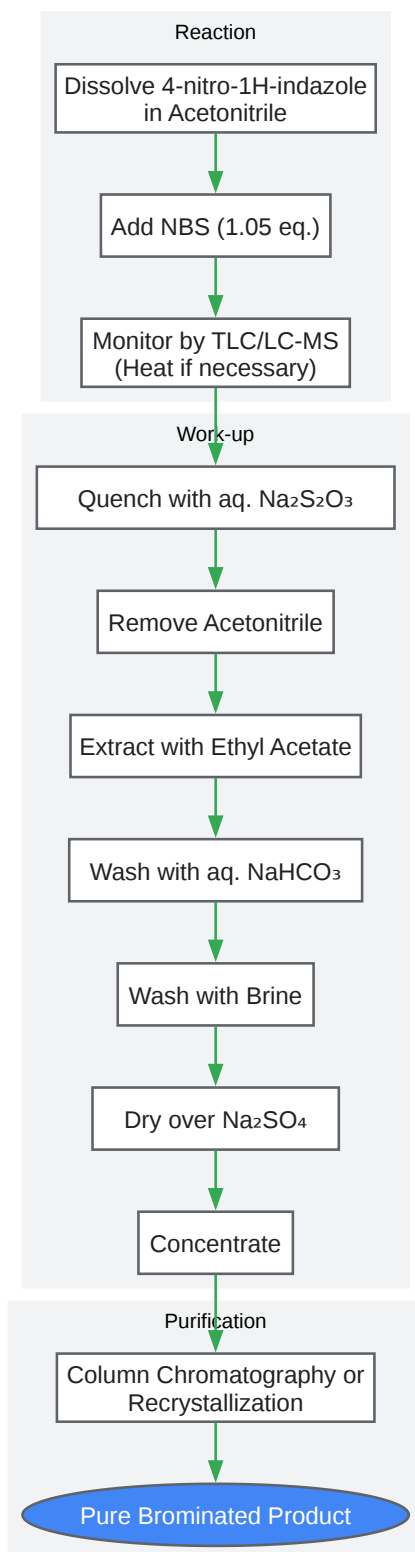 Reaction
Dissolve 4-nitro-1H-indazole
in Acetonitrile
Add NBS (1.05 eq.)
Monitor by TLC/LC-MS
(Heat if necessary)
Work-up
Quench with aq. Na₂S₂O₃
Remove Acetonitrile
Extract with Ethyl Acetate
Wash with aq. NaHCO₃
Wash with Brine
Dry over Na₂SO₄
Concentrate
Purification
Column Chromatography or
Recrystallization
Pure Brominated Product